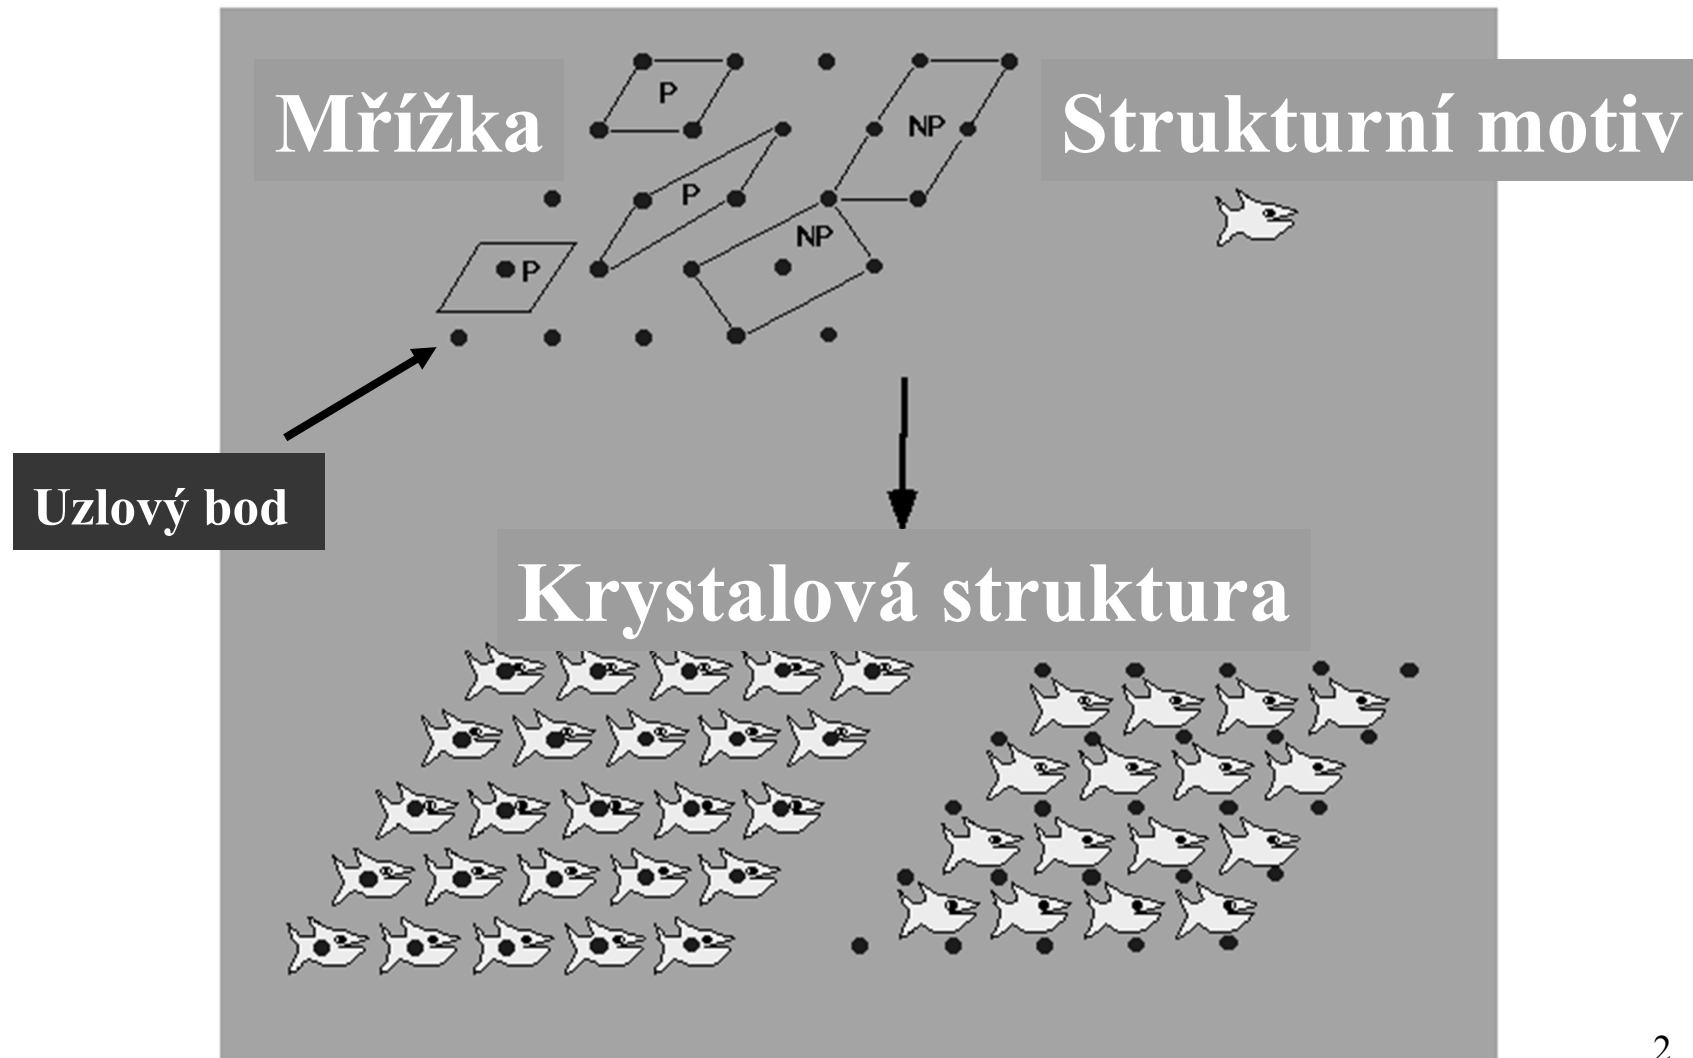 Mřížka
Strukturní motiv
P
NP
P
NP
P
Uzlový bod
Krystalová struktura
2